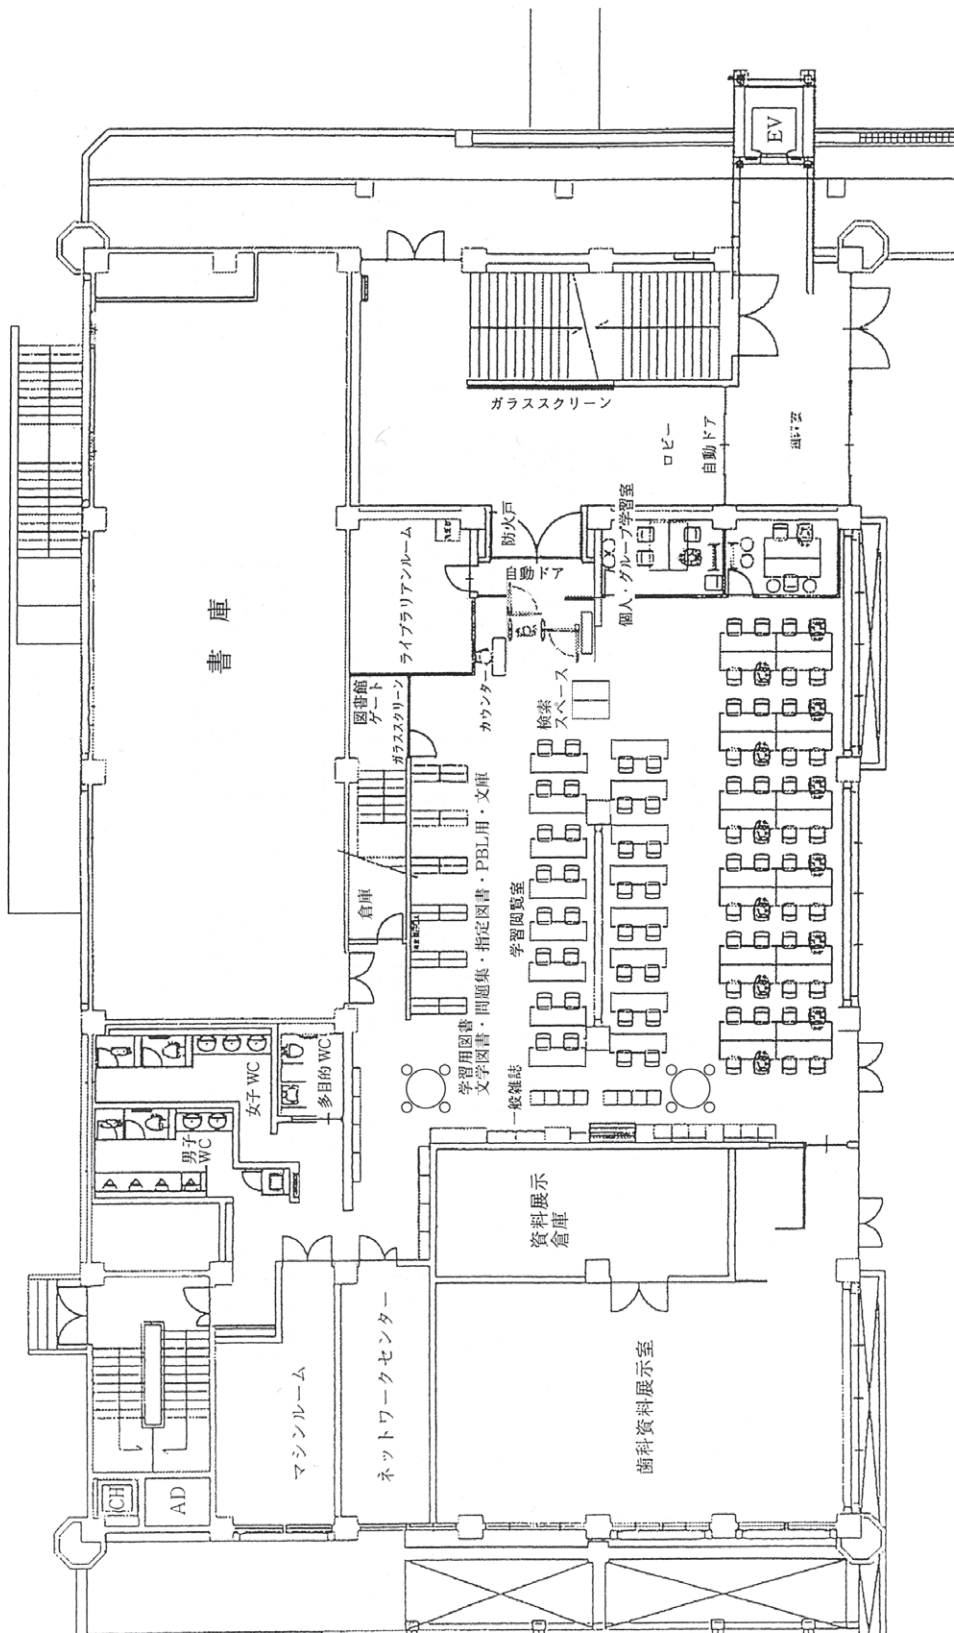 EV
ガラススクリーン
ロビー
自動ドア
防火戸
自動ドア
個人・グループ学習室
ライブラリアンルーム
書庫
図書館
ゲート
ガラススクリーン
カウンター
検索
スペース
倉庫
学習用図書
文学図書・問題集・指定図書・PBL用・文庫
学習閲覧室
一般雑誌
女子WC
多目的WC
男子
WC
資料展示
倉庫
マシンルーム
ネットワークセンター
歯科資料展示室
CH
AD